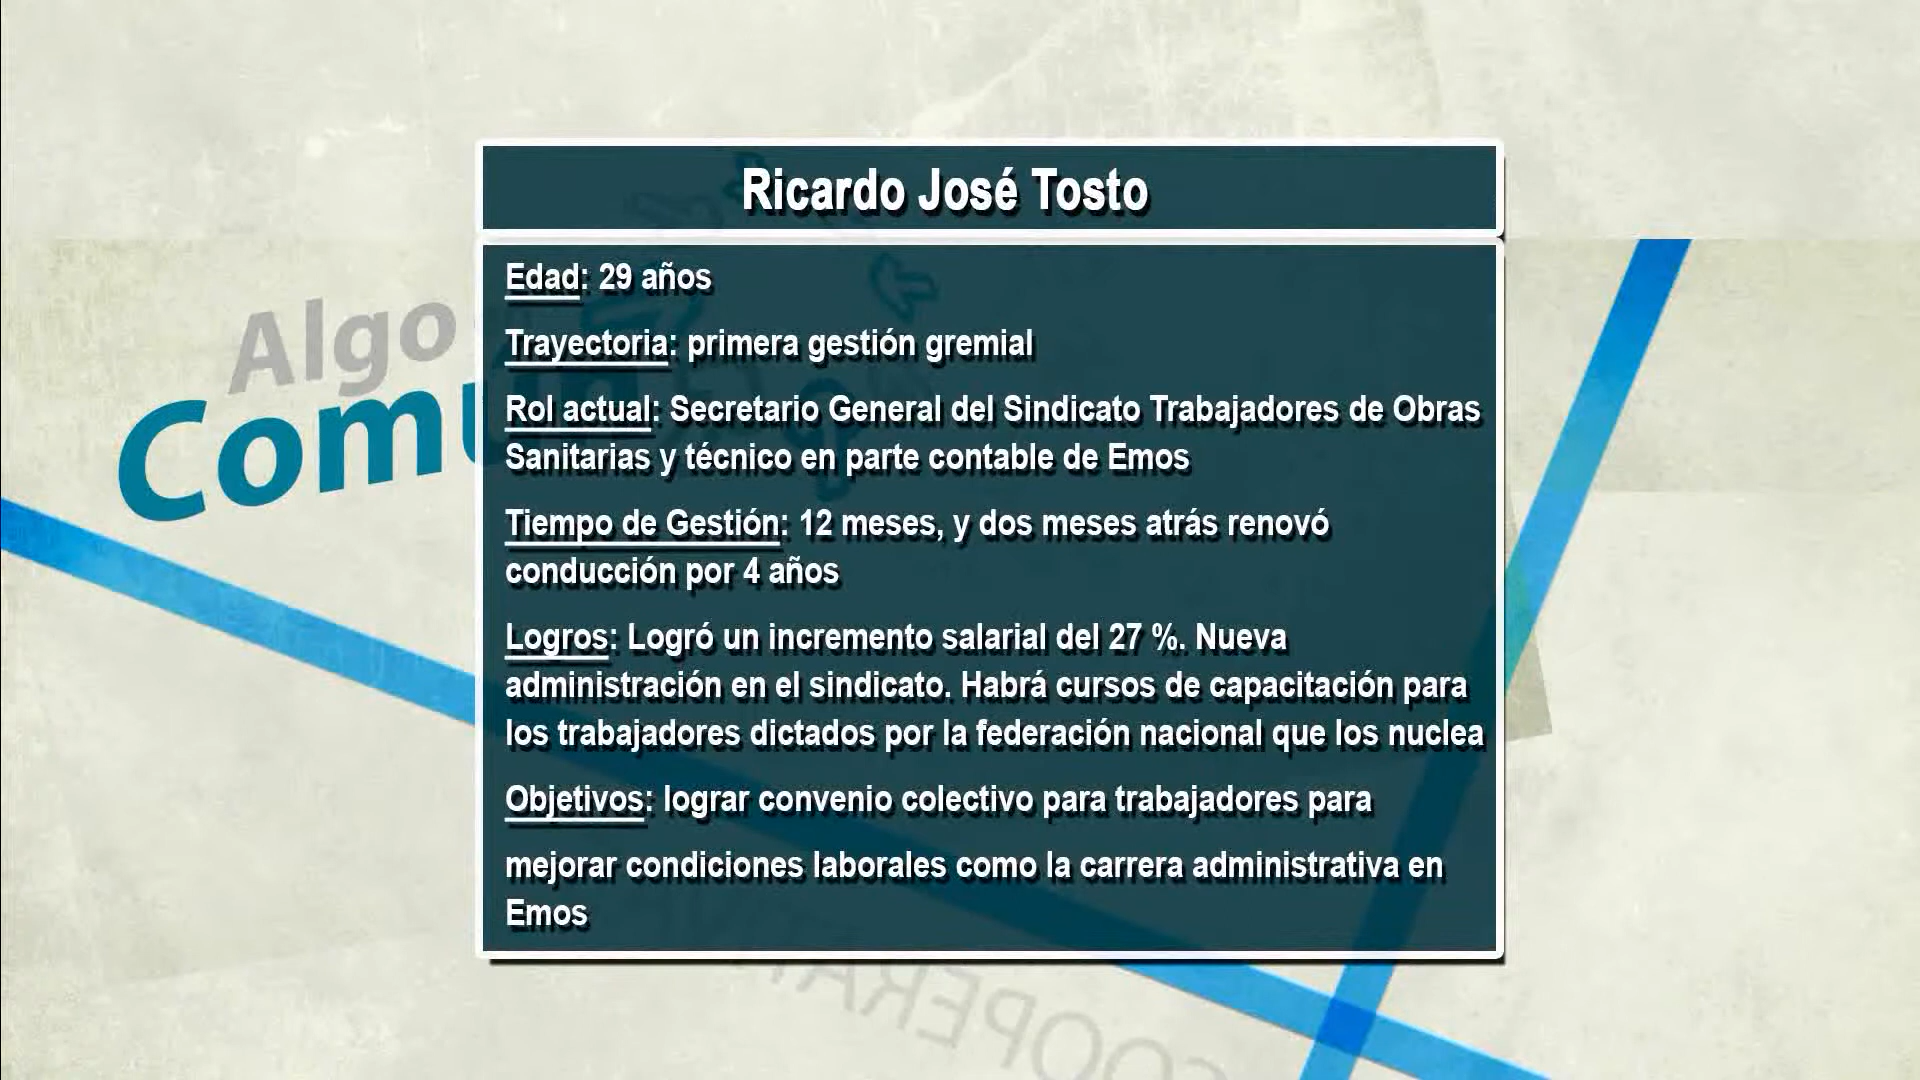 Ricardo José Tosto
Edad: 29 años
Trayectoria: primera gestión gremial
Algo
Rol actual: Secretario General del Sindicato Trabajadores de Obras
Sanitarias y técnico en parte contable de Emos
Tiempo de Gestión: 12 meses, y dos meses atrás renovó
conducción por 4 años
Logros: Logró un incremento salarial del 27 %. Nueva
administración en el sindicato. Habrá cursos de capacitación para
los trabajadores dictados por la federación nacional que los nuclea
Objetivos: lograr convenio colectivo para trabajadores para
mejorar condiciones laborales como la carrera administrativa en
Emos